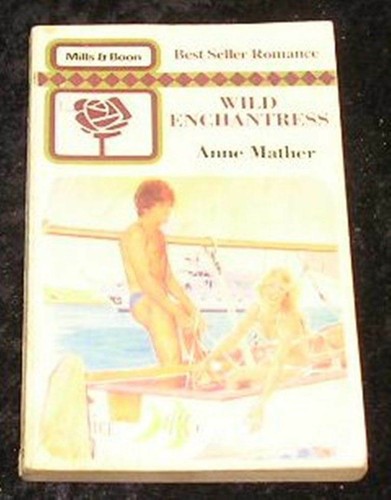 Mills & Boon
Best Seller Romance
WILD
ENCHANTRESS
Anne Mather